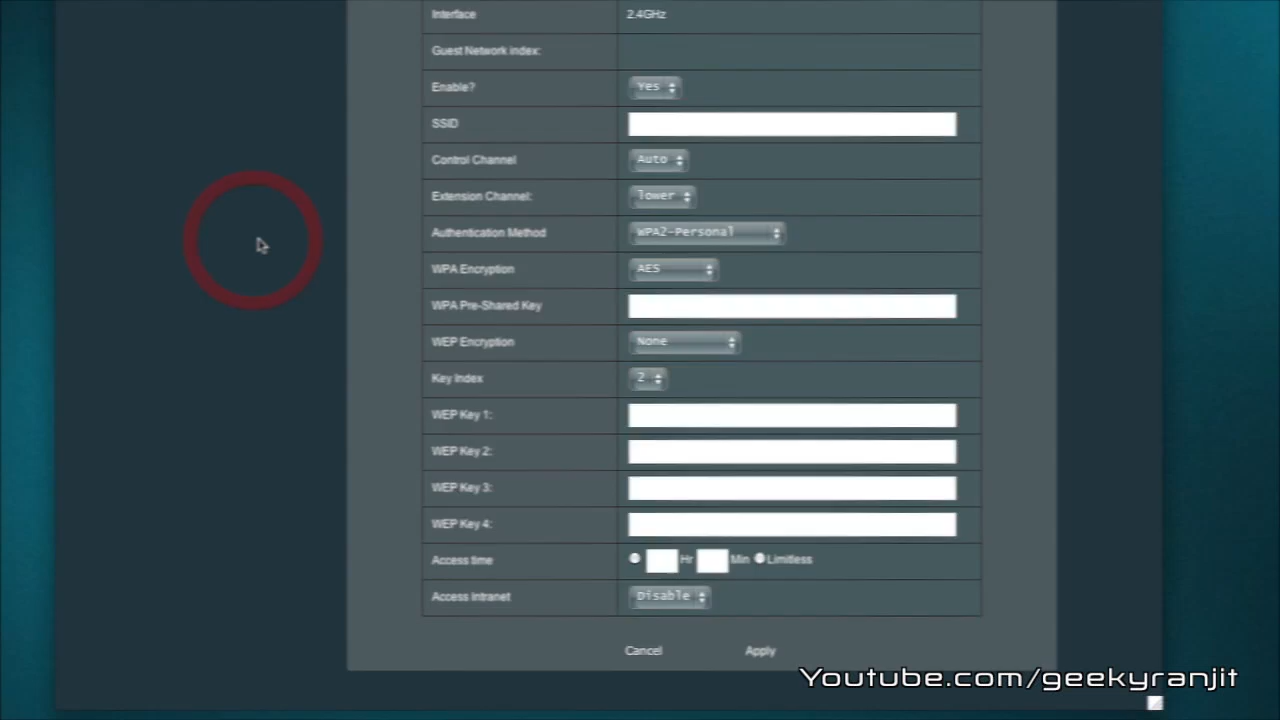 Interface 2.4GHz
Guest Network index:
Enable? Yes
SSID
Control Channel Auto
Extension Channel: lower
Authentication Method WPA2-Personal
WPA Encryption AES
WPA Pre-Shared Key
WEP Encryption None
Key Index 2
WEP Key 1:
WEP Key 2:
WEP Key 3:
WEP Key 4:
Access time Hr Min Limitless
Access Intranet Disable
Cancel Apply
Youtube.com/geekyranjit